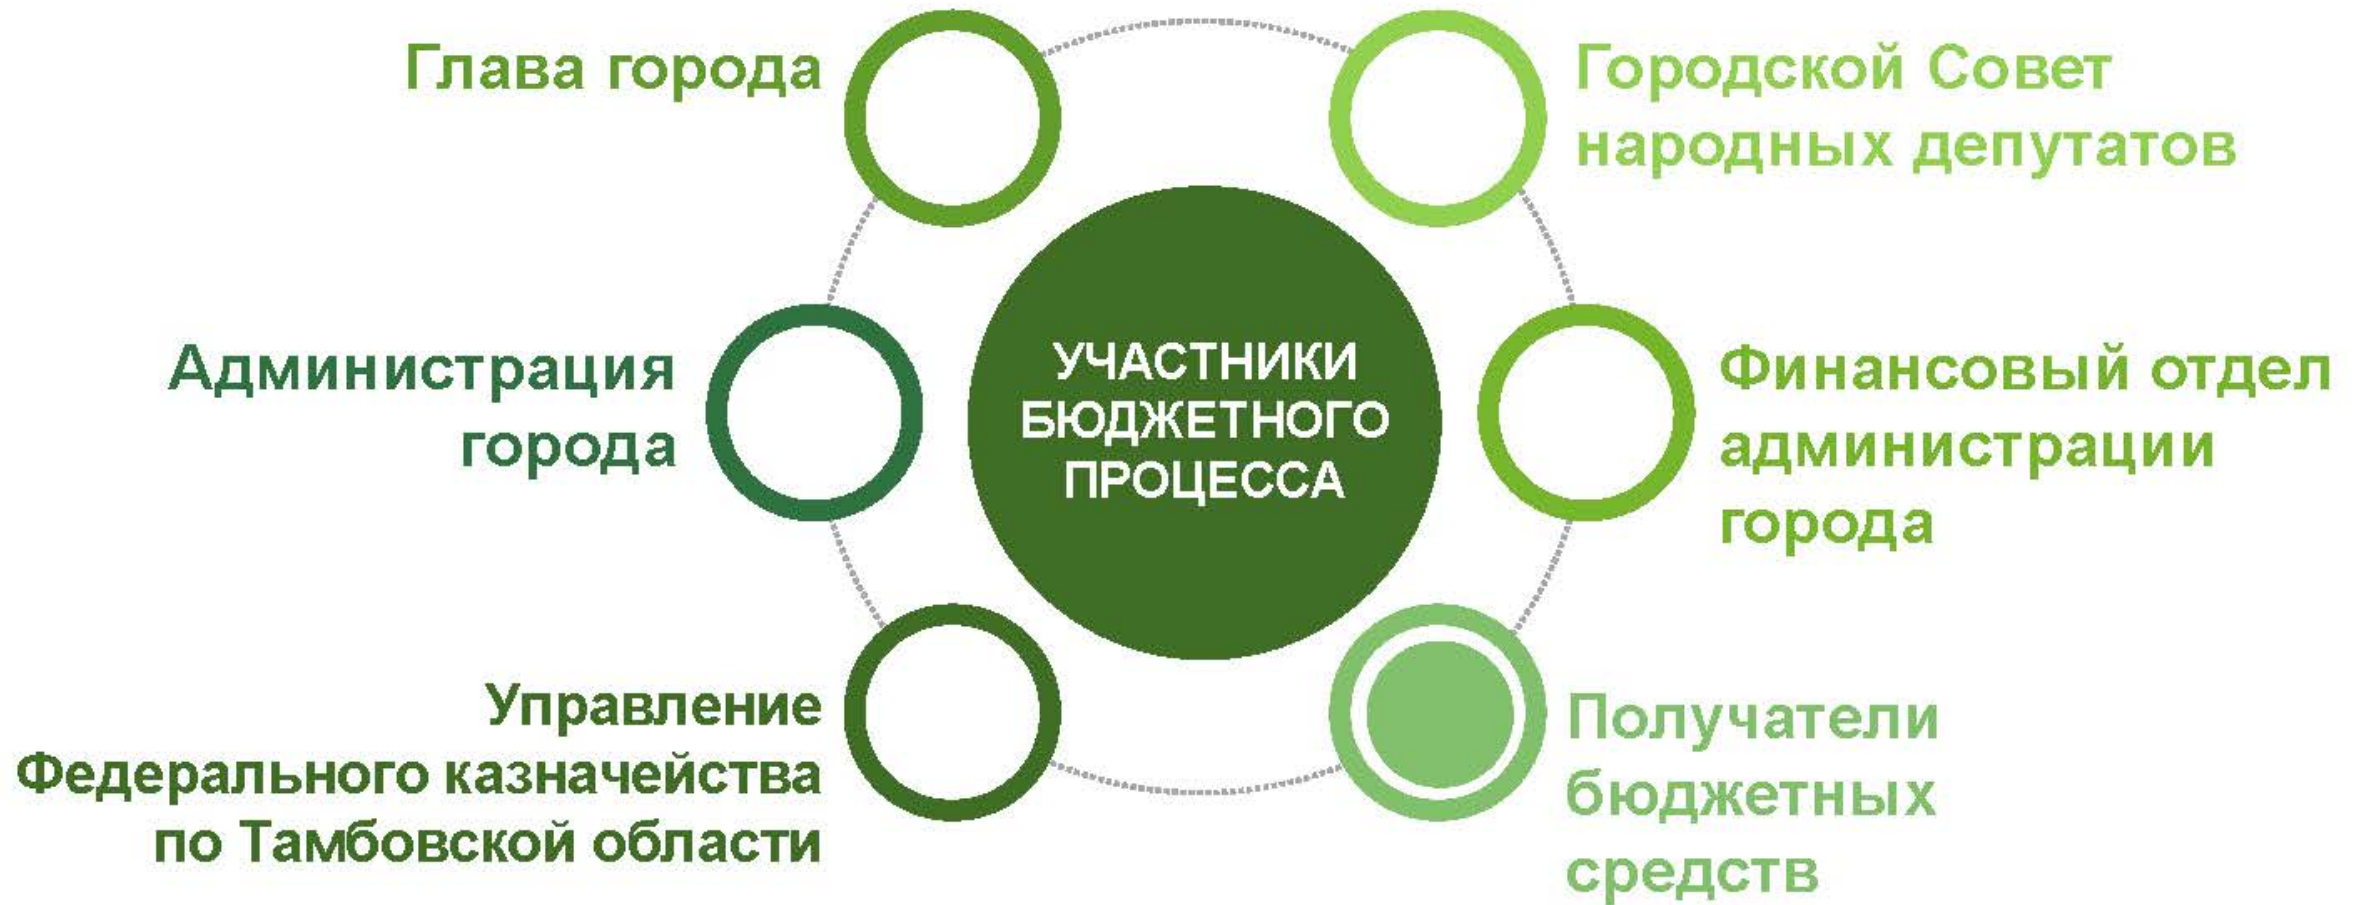 Глава города
Городской Совет
народных депутатов
Администрация
города
УЧАСТНИКИ
БЮДЖЕТНОГО
ПРОЦЕССА
Финансовый отдел
администрации
города
Управление
Федерального казначейства
по Тамбовской области
Получатели
бюджетных
средств